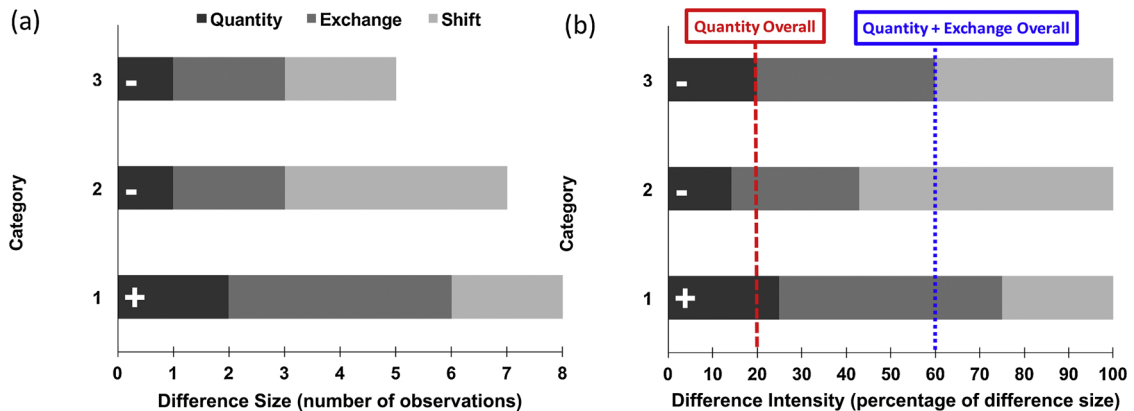 (a)
Quantity Exchange Shift
Category
3
-
2
-
1
+
0 1 2 3 4 5 6 7 8
Difference Size (number of observations)
(b)
Quantity Overall
Quantity + Exchange Overall
Category
3
-
2
-
1
+
0 10 20 30 40 50 60 70 80 90 100
Difference Intensity (percentage of difference size)